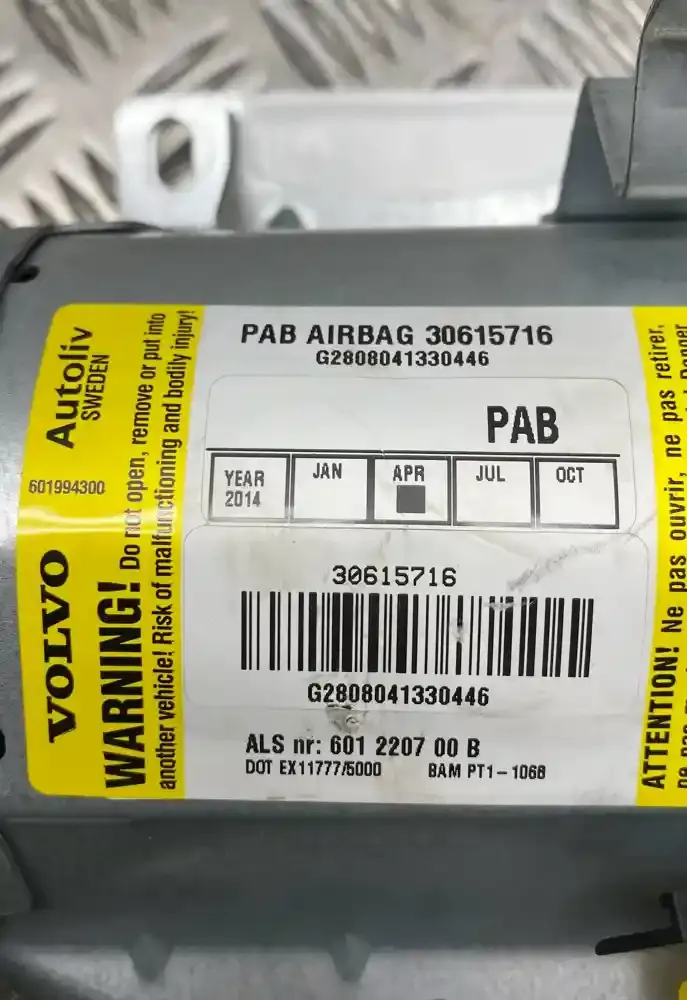 Autoliv
SWEDEN
601994300
VOLVO
WARNING! Do not open, remove or put into
another vehicle! Risk of malfunctioning and bodily injury!
PAB AIRBAG 30615716
G2808041330446
PAB
YEAR 2014 JAN APR JUL OCT
30615716
G2808041330446
ALS nr: 601 2207 00 B
DOT EX11777/5000 BAM PT1-1068
ATTENTION! Ne pas ouvrir, ne pas retirer,
ne pas